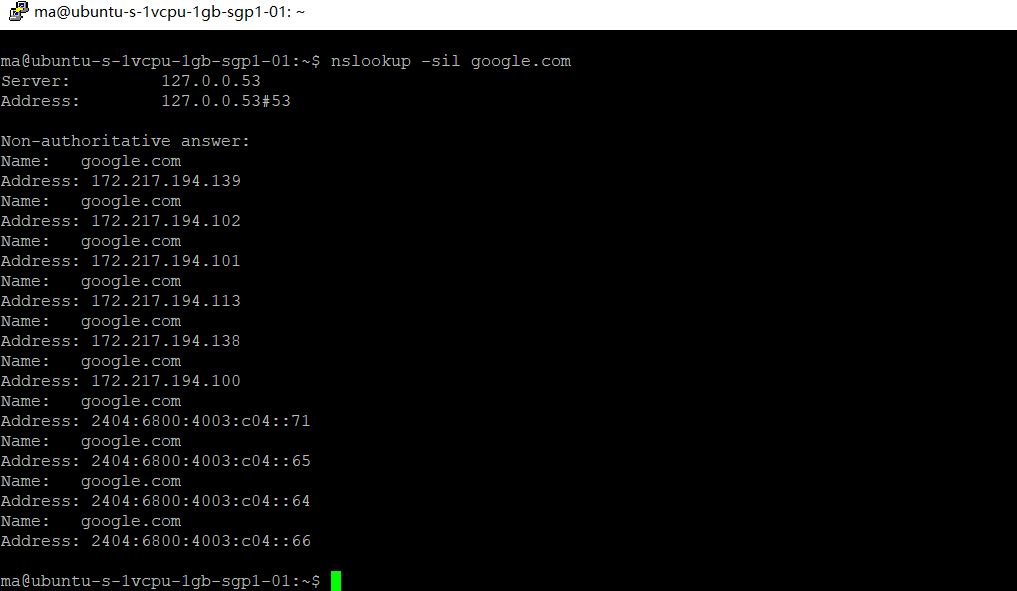 ma@ubuntu-s-1vcpu-1gb-sgp1-01: ~
ma@ubuntu-s-1vcpu-1gb-sgp1-01:~$ nslookup -sil google.com
Server:         127.0.0.53
Address:        127.0.0.53#53

Non-authoritative answer:
Name:   google.com
Address: 172.217.194.139
Name:   google.com
Address: 172.217.194.102
Name:   google.com
Address: 172.217.194.101
Name:   google.com
Address: 172.217.194.113
Name:   google.com
Address: 172.217.194.138
Name:   google.com
Address: 172.217.194.100
Name:   google.com
Address: 2404:6800:4003:c04::71
Name:   google.com
Address: 2404:6800:4003:c04::65
Name:   google.com
Address: 2404:6800:4003:c04::64
Name:   google.com
Address: 2404:6800:4003:c04::66

ma@ubuntu-s-1vcpu-1gb-sgp1-01:~$